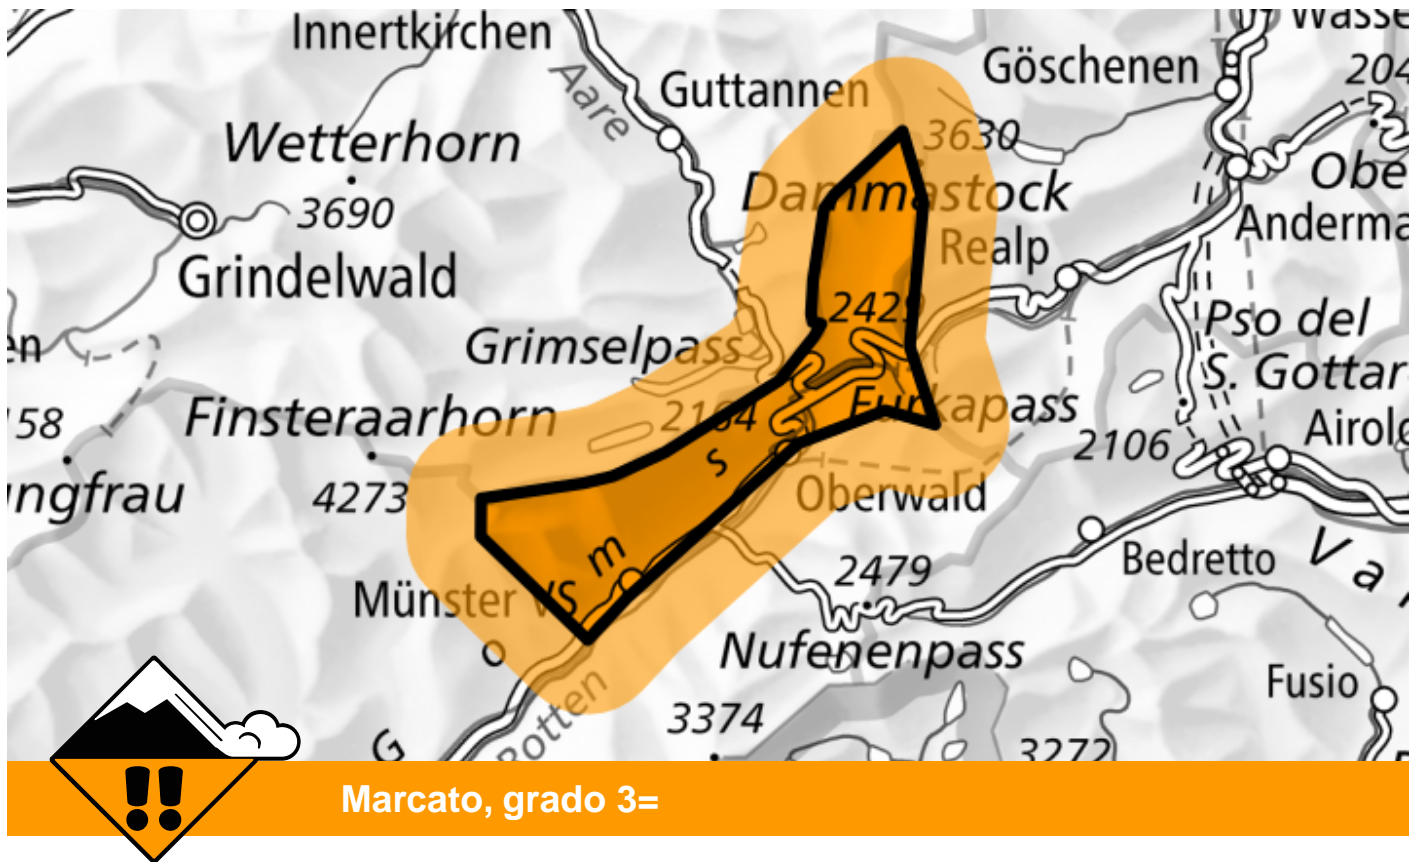 Innertkirchen
Wasse
Göschenen
204
Guttannen
Aare
3630
Wetterhorn
Obe
Dammastock
3690
Anderma
Realp
Grindelwald
2429
Pso del
en
Grimselpass
S. Gottar
Furkapass
2164
Finsteraarhorn
158
Airolo
2106
s
ungfrau
4273
Oberwald
m
Bedretto
Va
2479
Münster VS
o
Nufenenpass
Fusio
Rotten
3374
G
3272
!!
Marcato, grado 3=